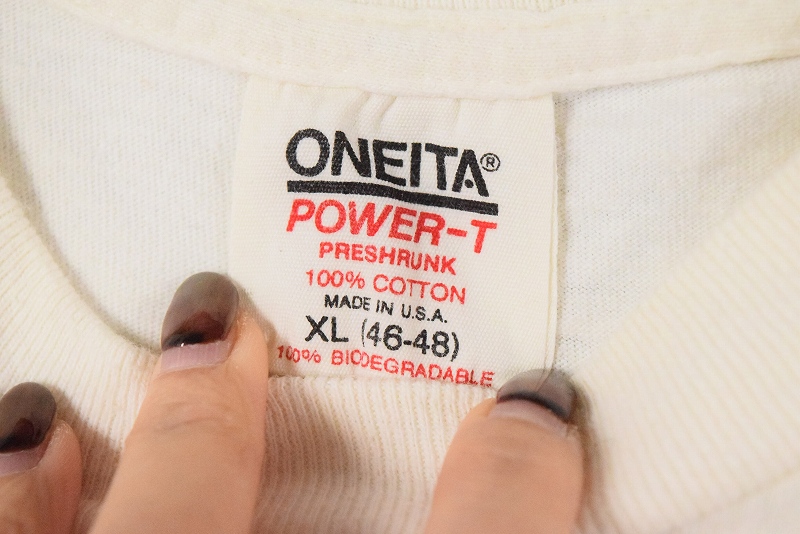 ONEITA®
POWER-T
PRESHRUNK
100% COTTON
MADE IN U.S.A.
XL (46-48)
100% BIODEGRADABLE